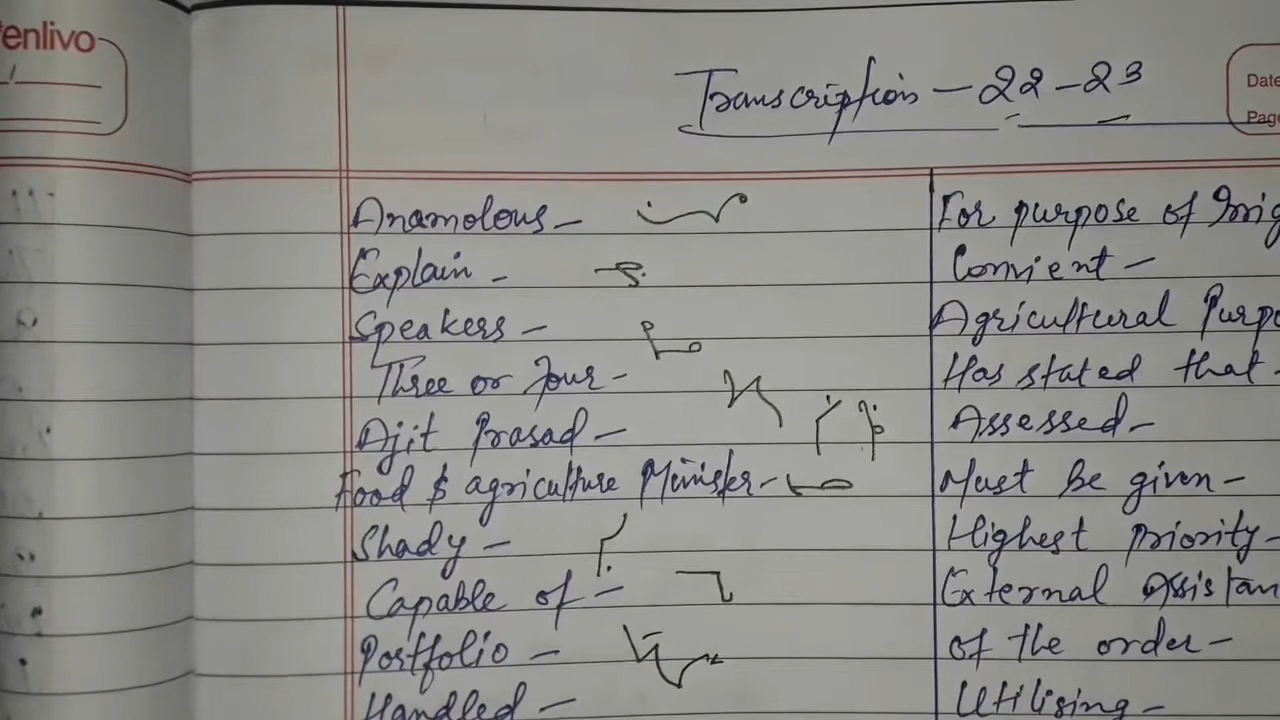 enlivo
Transcription - 22-23
Date
Page
Anamolous -
Explain -
Speakers -
Three or four -
Ajit Prasad -
Food & agriculture Minister -
Shady -
Capable of -
Portfolio -
Handled -
For purpose of
Convient -
Agricultural
Has stated that -
Assessed -
Must be given -
Highest Priority -
External
of the order -
Utilising -